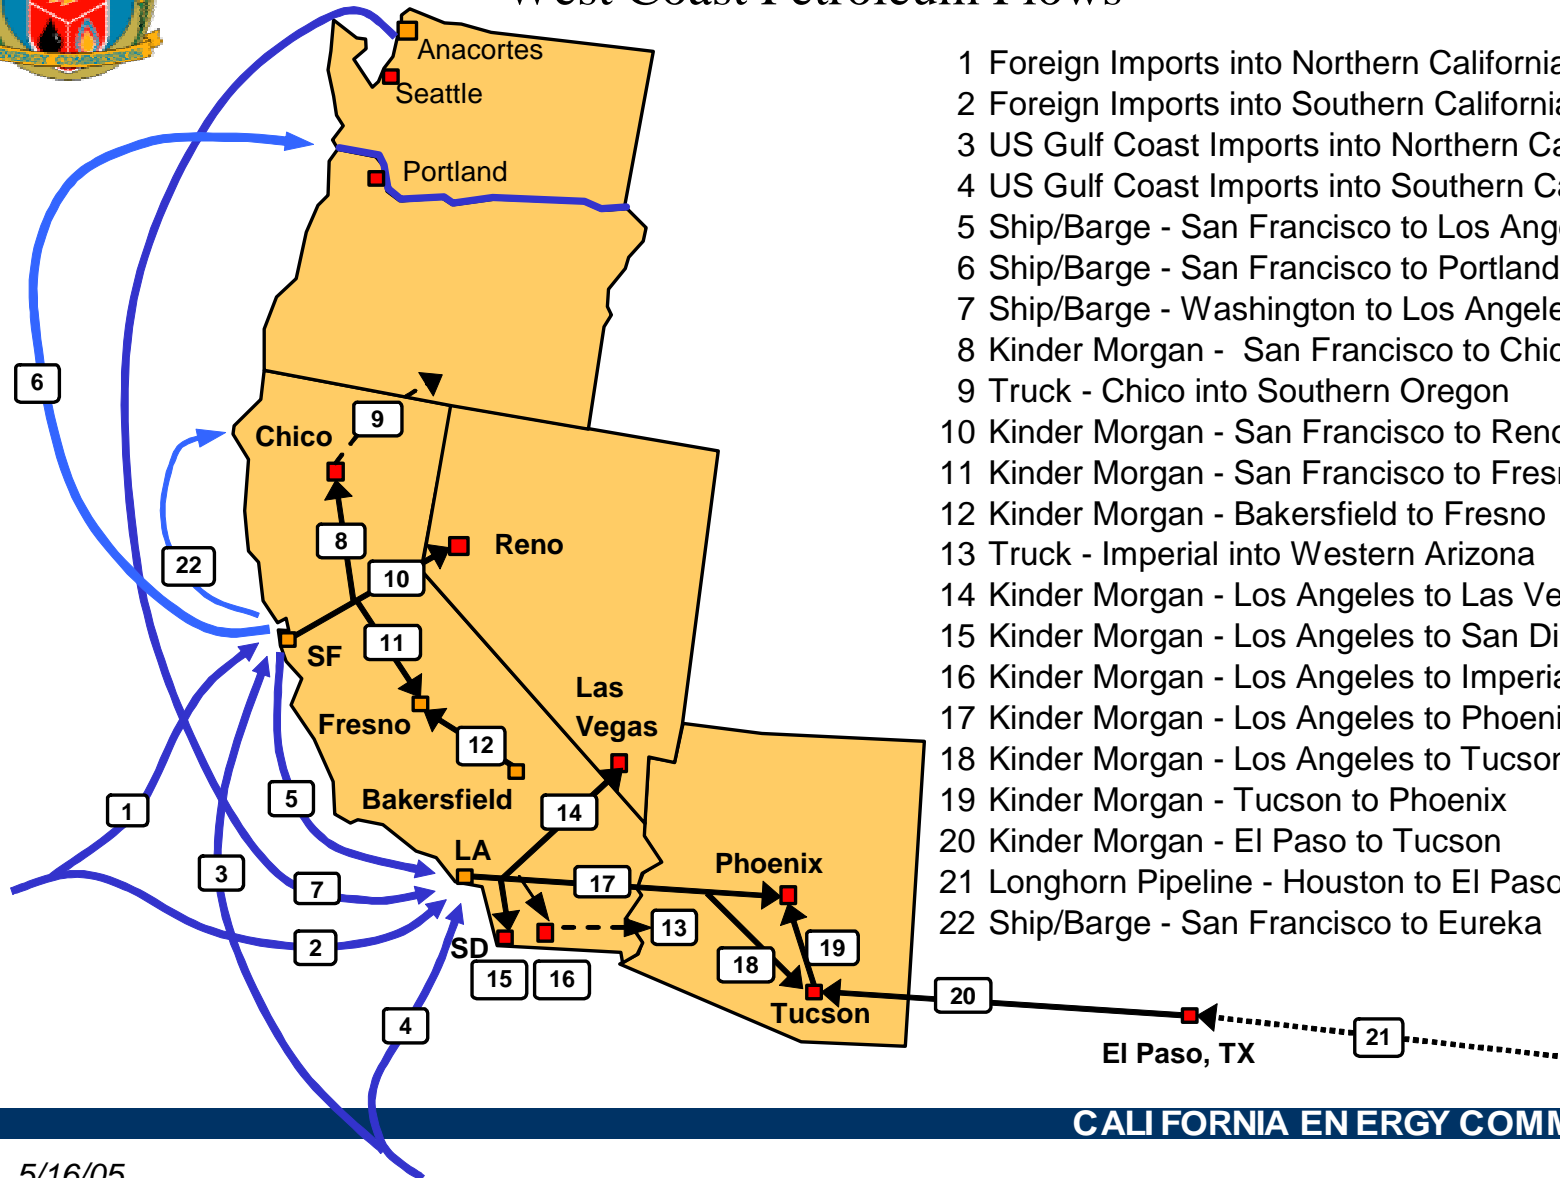 West Coast Petroleum Flows
ENERGY COMMISSION
Anacortes
Seattle
Portland
1 Foreign Imports into Northern California
2 Foreign Imports into Southern California
3 US Gulf Coast Imports into Northern Ca
4 US Gulf Coast Imports into Southern Ca
5 Ship/Barge - San Francisco to Los Ang
6 Ship/Barge - San Francisco to Portland
7 Ship/Barge - Washington to Los Angele
8 Kinder Morgan - San Francisco to Chic
9 Truck - Chico into Southern Oregon
10 Kinder Morgan - San Francisco to Reno
11 Kinder Morgan - San Francisco to Fres
12 Kinder Morgan - Bakersfield to Fresno
13 Truck - Imperial into Western Arizona
14 Kinder Morgan - Los Angeles to Las Ve
15 Kinder Morgan - Los Angeles to San Di
16 Kinder Morgan - Los Angeles to Imperia
17 Kinder Morgan - Los Angeles to Phoeni
18 Kinder Morgan - Los Angeles to Tucson
19 Kinder Morgan - Tucson to Phoenix
20 Kinder Morgan - El Paso to Tucson
21 Longhorn Pipeline - Houston to El Paso
22 Ship/Barge - San Francisco to Eureka
6
9
Chico
8
Reno
22
10
11
SF
Las
Vegas
Fresno
12
5
Bakersfield
1
14
LA
Phoenix
3
7
17
13
2
SD
19
15
16
18
20
Tucson
4
21
El Paso, TX
CALIFORNIA ENERGY COMM
5/16/05